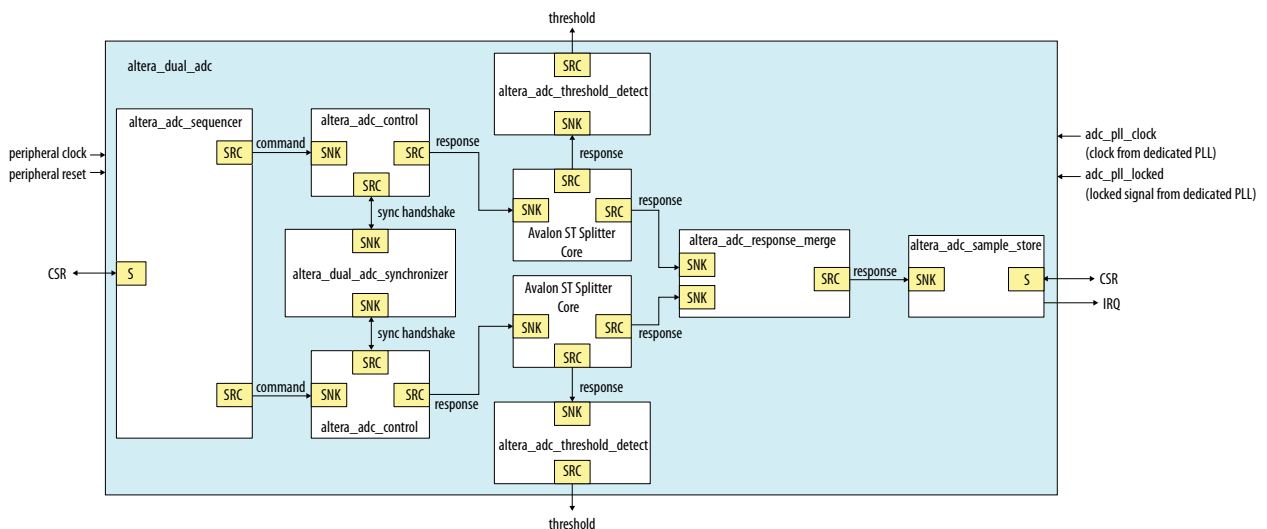 threshold
altera_dual_adc
SRC
altera_adc_threshold_detect
SNK
altera_adc_sequencer
SRC
command
altera_adc_control
SNK
SRC
SRC
response
response
peripheral clock
peripheral reset
adc_pll_clock
(clock from dedicated PLL)
adc_pll_locked
(locked signal from dedicated PLL)
sync handshake
SRC
SNK
SRC
Avalon ST Splitter
Core
response
SNK
altera_dual_adc_synchronizer
SNK
sync handshake
CSR
S
altera_adc_response_merge
SNK
SNK
SRC
response
altera_adc_sample_store
SNK
S
CSR
IRQ
Avalon ST Splitter
Core
SNK
SRC
response
SRC
SRC
command
SNK
SRC
SRC
response
altera_adc_control
response
SNK
altera_adc_threshold_detect
SRC
threshold